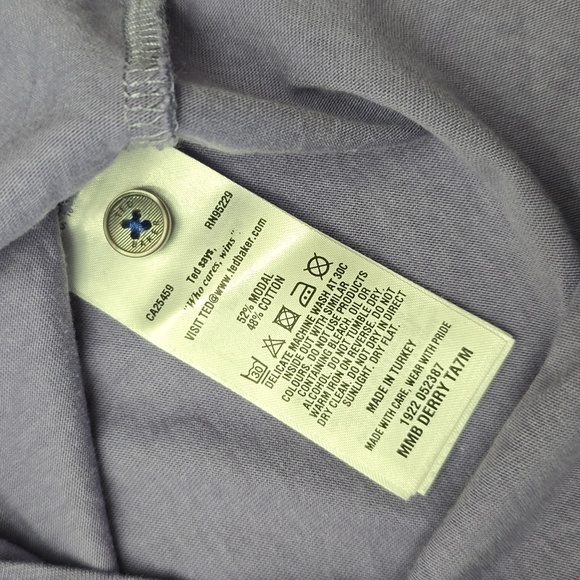 TED
BAKER
CA25459
RN95229
Ted says,
"Who cares, wins".
VISIT TED@www.tedbaker.com
52% MODAL
48% COTTON
30
DELICATE MACHINE WASH AT 30C
INSIDE OUT WITH SIMILAR
COLOURS. DO NOT USE PRODUCTS
CONTAINING BLEACH, OIL OR
ALCOHOL. DO NOT TUMBLE DRY.
WARM IRON ON REVERSE. DO NOT
DRY CLEAN. DO NOT DRY IN DIRECT
SUNLIGHT. DRY FLAT.
MADE IN TURKEY
MADE WITH CARE. WEAR WITH PRIDE
1922 052387
MMB DERRY TA7M